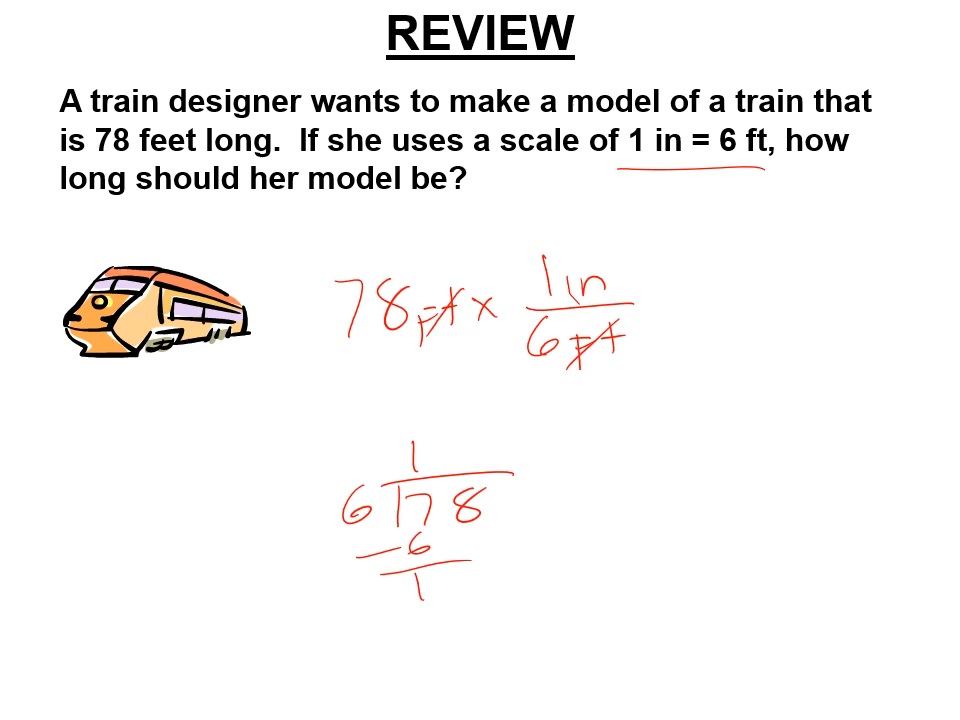 REVIEW
A train designer wants to make a model of a train that
is 78 feet long. If she uses a scale of 1 in = 6 ft, how
long should her model be?
78 ft x 1 in
6 ft
1
6 78
- 6
1